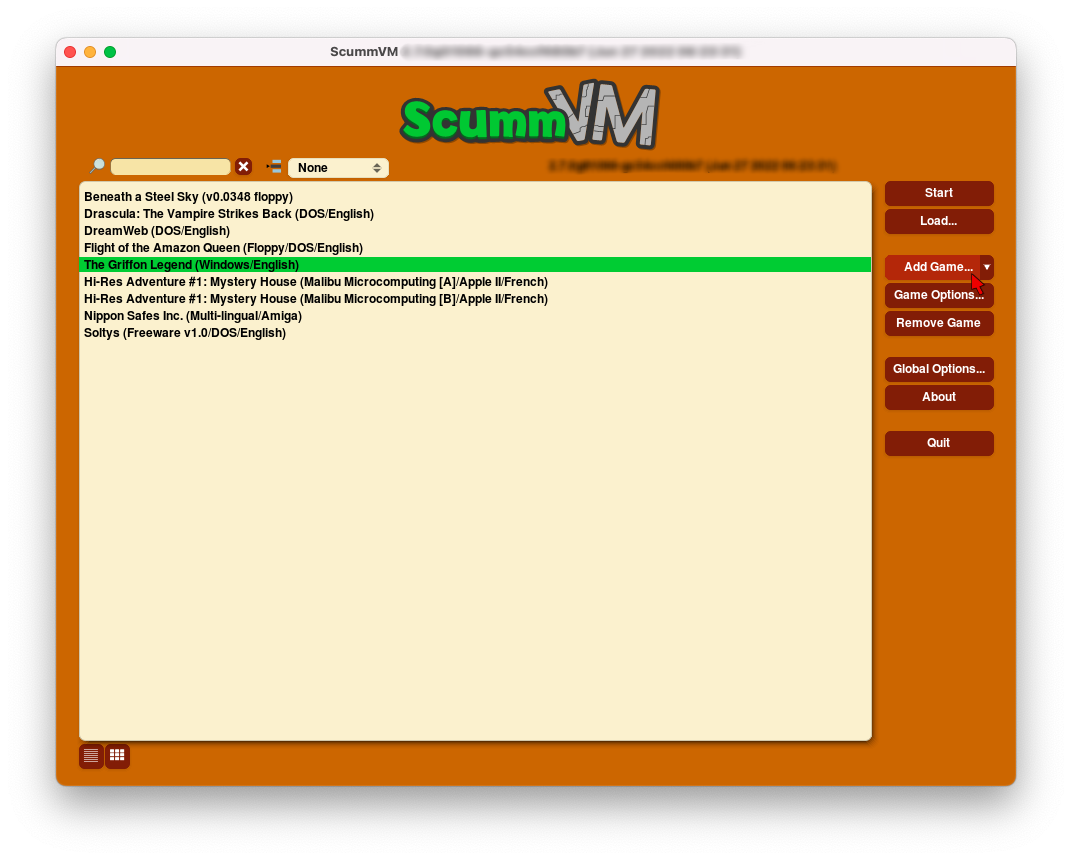 ScummVM
ScummVM
None
Beneath a Steel Sky (v0.0348 floppy)
Drascula: The Vampire Strikes Back (DOS/English)
DreamWeb (DOS/English)
Flight of the Amazon Queen (Floppy/DOS/English)
The Griffon Legend (Windows/English)
Hi-Res Adventure #1: Mystery House (Malibu Microcomputing [A]/Apple II/French)
Hi-Res Adventure #1: Mystery House (Malibu Microcomputing [B]/Apple II/French)
Nippon Safes Inc. (Multi-lingual/Amiga)
Soltys (Freeware v1.0/DOS/English)
Start
Load...
Add Game...
Game Options...
Remove Game
Global Options...
About
Quit